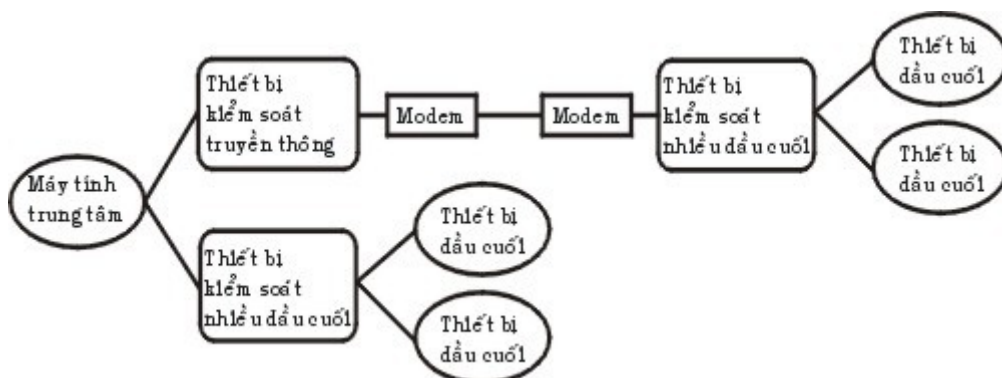 Thiết bị
kiểm soát
truyền thông
Modem
Modem
Thiết bị
kiểm soát
nhiều đầu cuối
Thiết bị
đầu cuối
Thiết bị
đầu cuối
Máy tính
trung tâm
Thiết bị
kiểm soát
nhiều đầu cuối
Thiết bị
đầu cuối
Thiết bị
đầu cuối